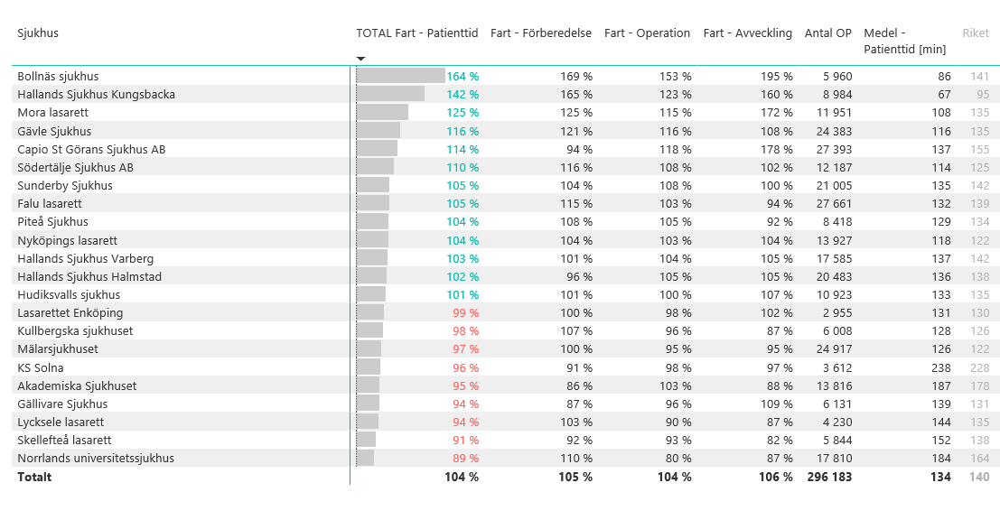 Sjukhus TOTAL Fart - Patienttid Fart - Förberedelse Fart - Operation Fart - Avveckling Antal OP Medel - Riket
Patienttid [min]
Bollnäs sjukhus 164 % 169 % 153 % 195 % 5 960 86 141
Hallands Sjukhus Kungsbacka 142 % 165 % 123 % 160 % 8 984 67 95
Mora lasarett 125 % 125 % 115 % 172 % 11 951 108 135
Gävle Sjukhus 116 % 121 % 116 % 108 % 24 383 116 135
Capio St Görans Sjukhus AB 114 % 94 % 118 % 178 % 27 393 137 155
Södertälje Sjukhus AB 110 % 116 % 108 % 102 % 12 187 114 125
Sunderby Sjukhus 105 % 104 % 108 % 100 % 21 005 135 142
Falu lasarett 105 % 115 % 103 % 94 % 27 661 132 139
Piteå Sjukhus 104 % 108 % 105 % 92 % 8 418 129 134
Nyköpings lasarett 104 % 104 % 103 % 104 % 13 927 118 122
Hallands Sjukhus Varberg 103 % 101 % 104 % 105 % 17 585 137 142
Hallands Sjukhus Halmstad 102 % 96 % 105 % 105 % 20 483 136 138
Hudiksvalls sjukhus 101 % 101 % 100 % 107 % 10 923 133 135
Lasarettet Enköping 99 % 100 % 98 % 102 % 2 955 131 130
Kullbergska sjukhuset 98 % 107 % 96 % 87 % 6 008 128 126
Mälarsjukhuset 97 % 100 % 95 % 95 % 24 917 126 122
KS Solna 96 % 91 % 98 % 97 % 3 612 238 228
Akademiska Sjukhuset 95 % 86 % 103 % 88 % 13 816 187 178
Gällivare Sjukhus 94 % 87 % 96 % 109 % 6 131 139 131
Lycksele lasarett 94 % 103 % 90 % 87 % 4 230 144 135
Skellefteå lasarett 91 % 92 % 93 % 82 % 5 844 152 138
Norrlands universitetssjukhus 89 % 110 % 80 % 87 % 17 810 184 164
Totalt 104 % 105 % 104 % 106 % 296 183 134 140